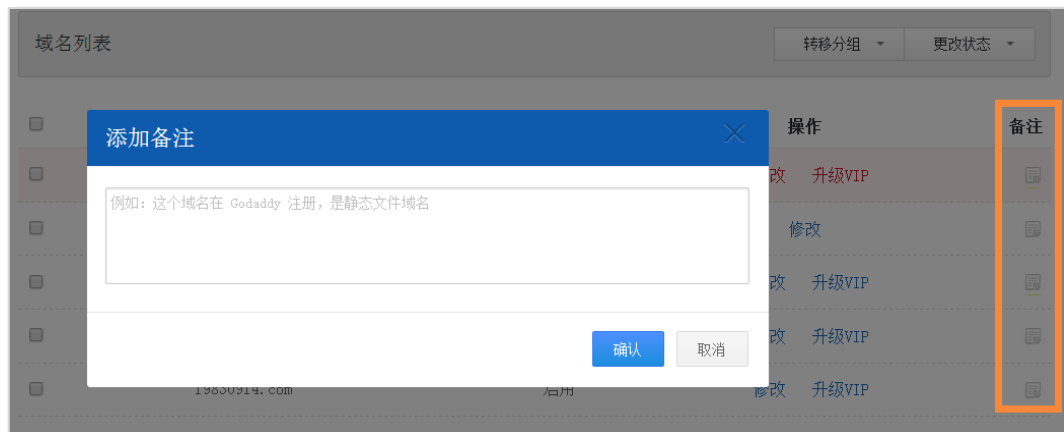 域名列表 转移分组 更改状态
添加备注 操作 备注
改 升级VIP
例如: 这个域名在 Godaddy 注册，是静态文件域名
修改
改 升级VIP
确认 取消 改 升级VIP
19830914.com 启用 修改 升级VIP